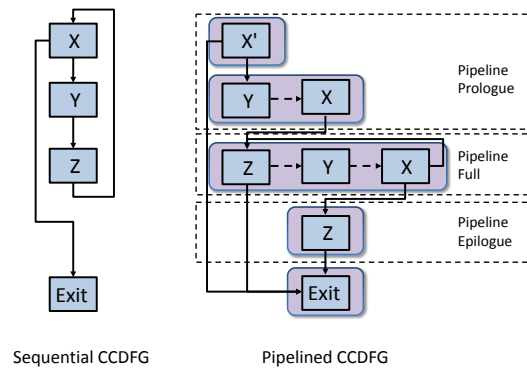 X
Y
Z
Exit
Sequential CCDFG
X'
Y
X
Pipeline
Prologue
Z
Y
X
Pipeline
Full
Z
Pipeline
Epilogue
Exit
Pipelined CCDFG